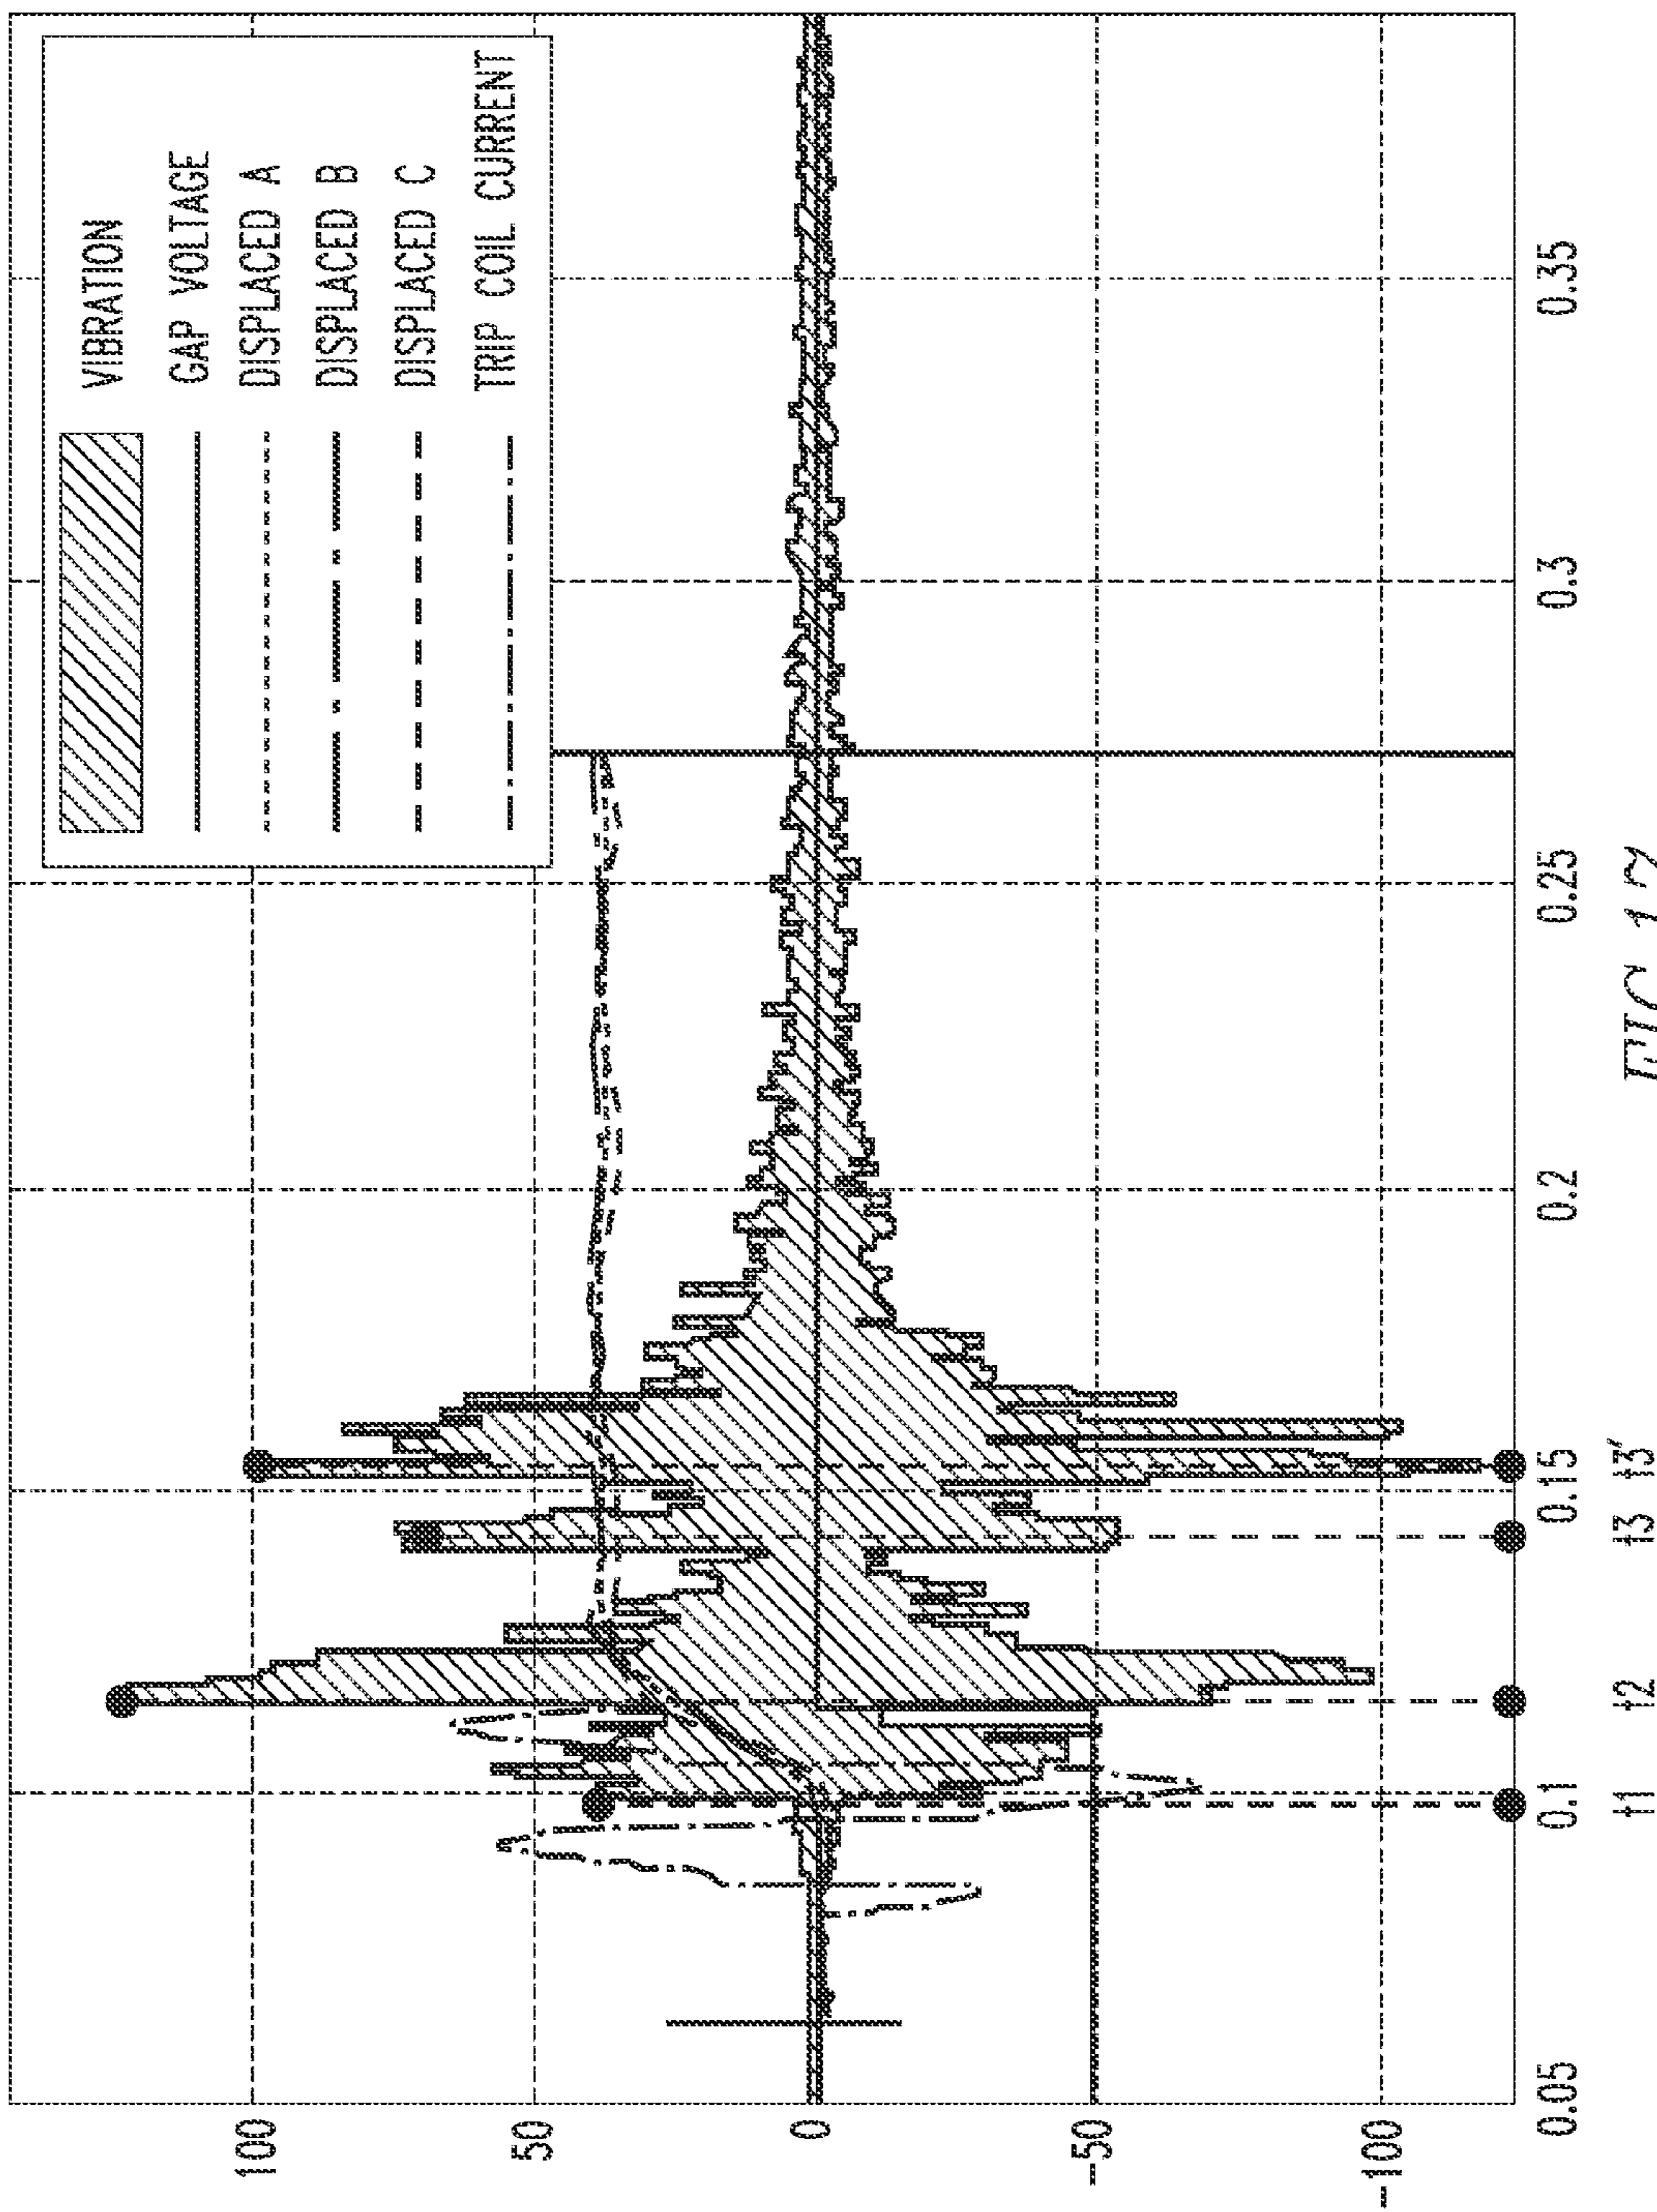 VIBRATION
GAP VOLTAGE
DISPLACED A
DISPLACED B
DISPLACED C
TRIP COIL CURRENT
100
50
0
-50
-100
0.05
0.1
0.15
0.2
0.25
0.3
0.35
t1
t2
t3
t3'